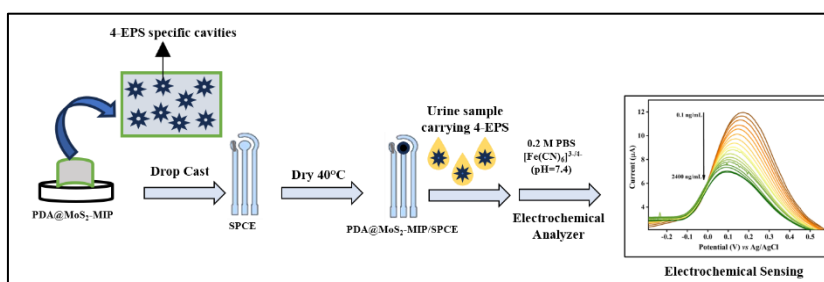 4-EPS specific cavities
PDA@MoS₂-MIP
Drop Cast
SPCE
Dry 40°C
PDA@MoS₂-MIP/SPCE
Urine sample
carrying 4-EPS
0.2 M PBS
[Fe(CN)₆]³⁻/⁴⁻
(pH=7.4)
Electrochemical
Analyzer
0.1 ng/mL
2400 ng/mL
Current (µA)
12
10
8
6
4
2
-0.2 -0.1 0.0 0.1 0.2 0.3 0.4 0.5
Potential (V) vs Ag/AgCl
Electrochemical Sensing